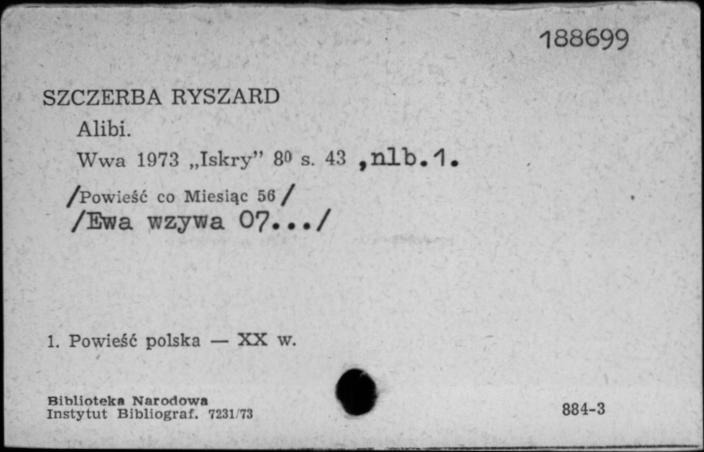 188699
SZCZERBA RYSZARD
Alibi.
Wwa 1973 „Iskry” 8⁰ s. 43 ,nlb.1.
/Powieść co Miesiąc 56/
/Ewa wzywa 07.../
1. Powieść polska — XX w.
Biblioteka Narodowa
Instytut Bibliograf. 7231/73
884-3